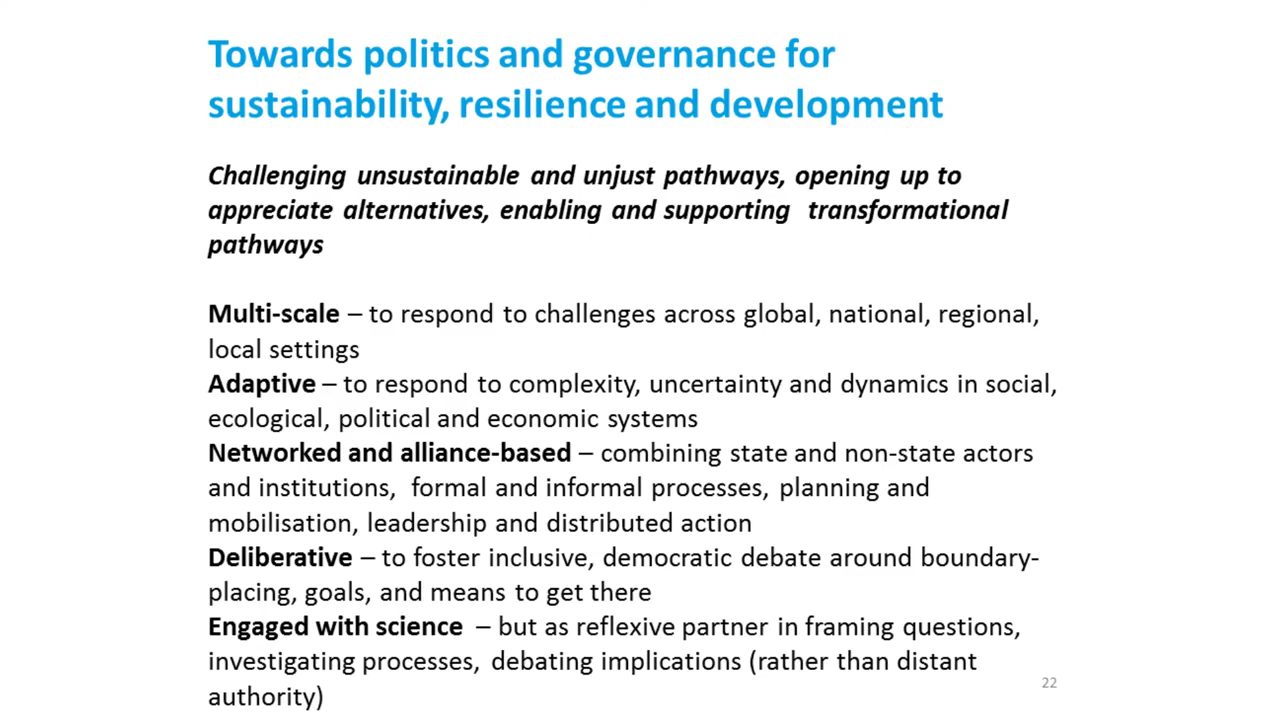 Towards politics and governance for
sustainability, resilience and development
Challenging unsustainable and unjust pathways, opening up to
appreciate alternatives, enabling and supporting transformational
pathways
Multi-scale – to respond to challenges across global, national, regional,
local settings
Adaptive – to respond to complexity, uncertainty and dynamics in social,
ecological, political and economic systems
Networked and alliance-based – combining state and non-state actors
and institutions, formal and informal processes, planning and
mobilisation, leadership and distributed action
Deliberative – to foster inclusive, democratic debate around boundary-
placing, goals, and means to get there
Engaged with science – but as reflexive partner in framing questions,
investigating processes, debating implications (rather than distant
authority)
22